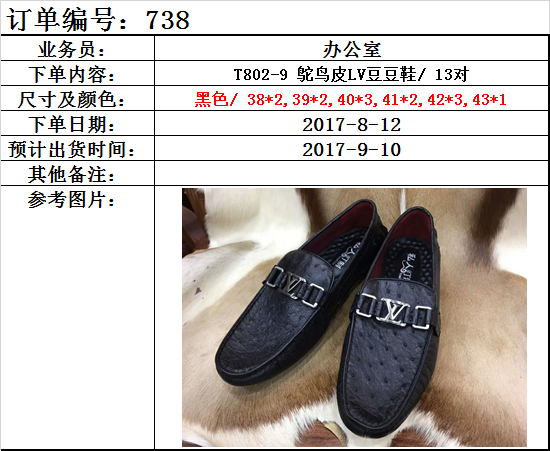 订单编号：738
业务员： 办公室
下单内容： T802-9 鸵鸟皮LV豆豆鞋/ 13对
尺寸及颜色： 黑色/ 38*2,39*2,40*3,41*2,42*3,43*1
下单日期： 2017-8-12
预计出货时间： 2017-9-10
其他备注：
参考图片：
LV
LV